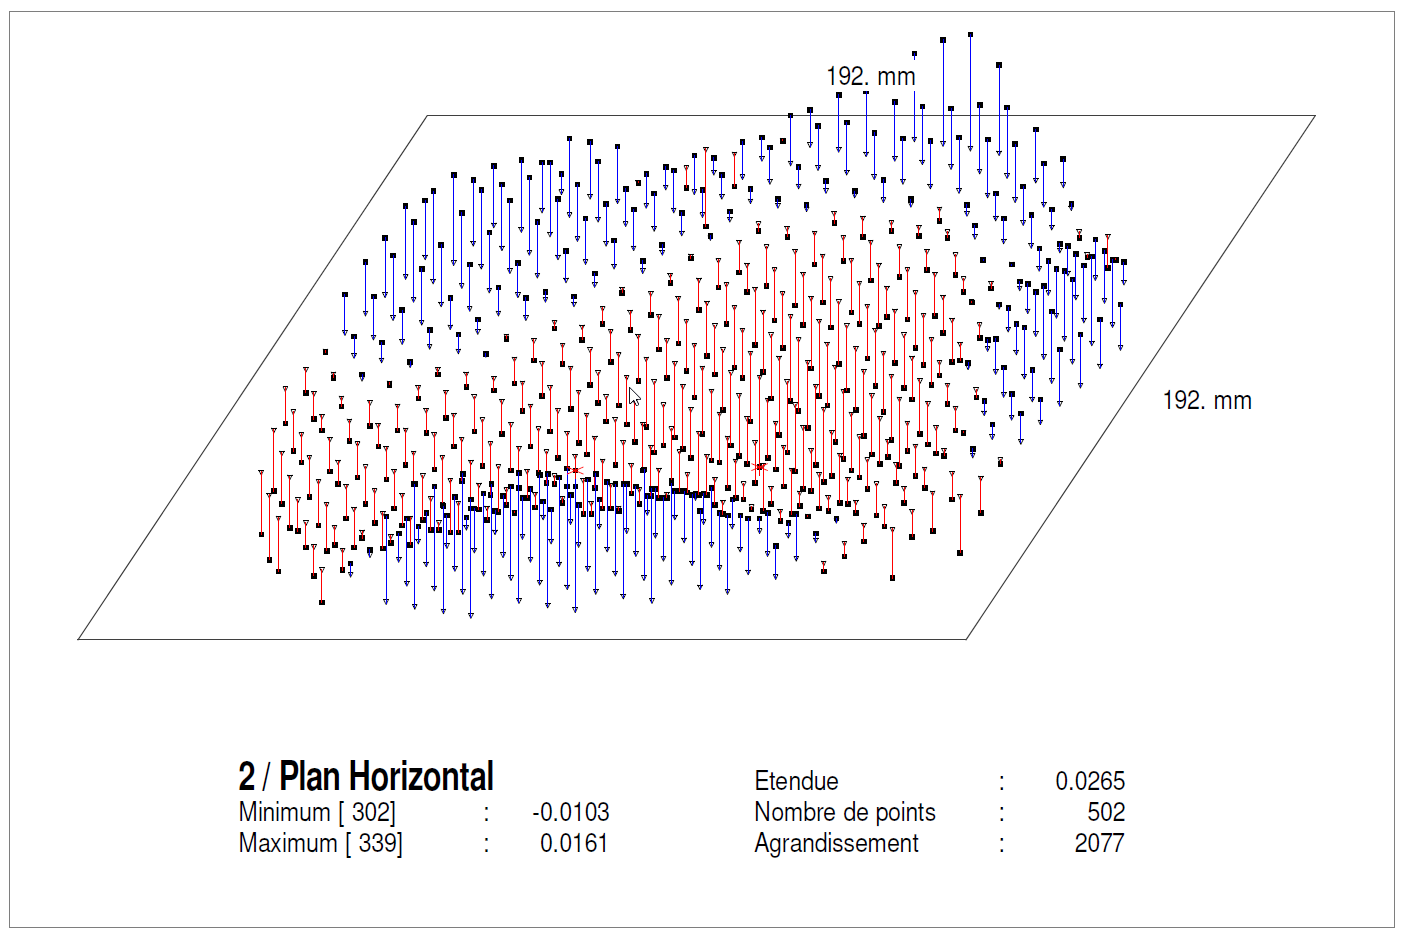 192. mm
192. mm
2 / Plan Horizontal
Minimum [ 302] : -0.0103
Maximum [ 339] : 0.0161
Etendue : 0.0265
Nombre de points : 502
Agrandissement : 2077